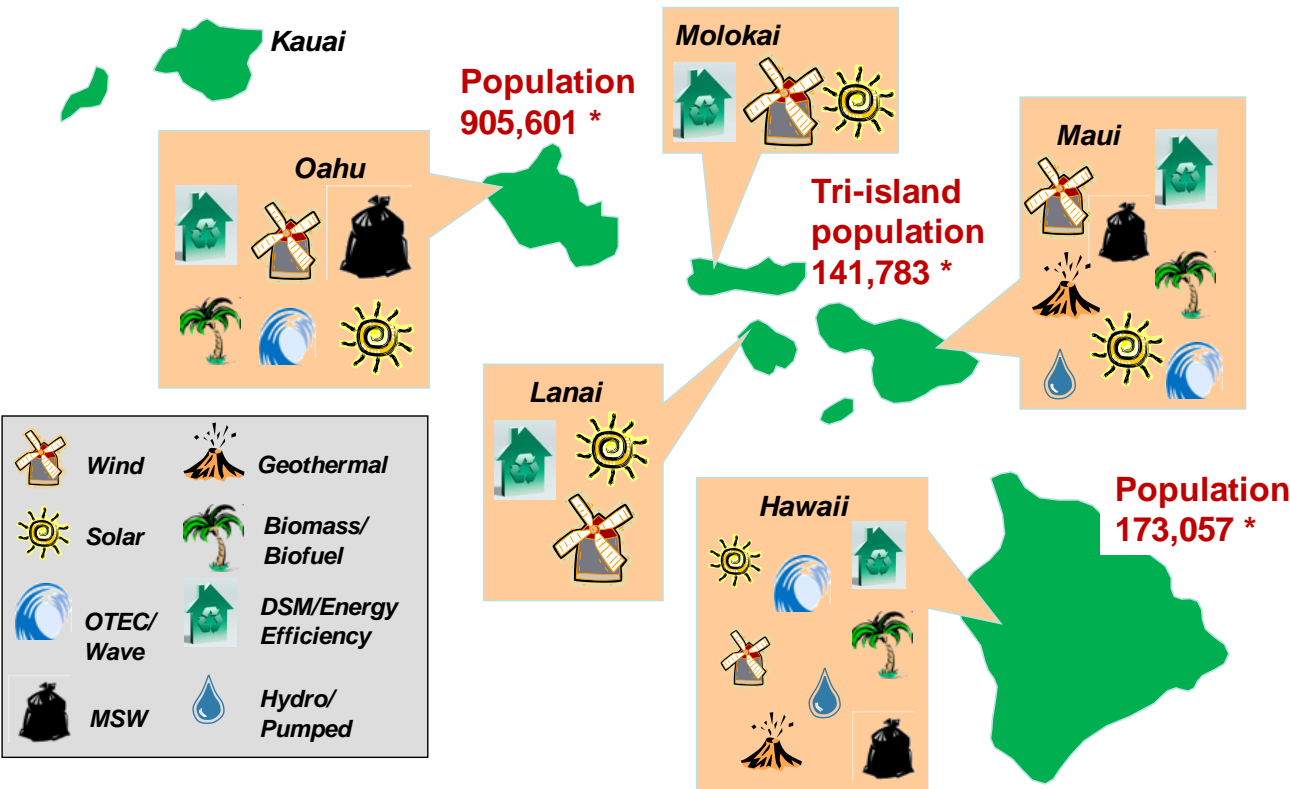 Kauai
Population
905,601 *
Molokai
Maui
Oahu
Tri-island
population
141,783 *
Lanai
Wind
Geothermal
Solar
Biomass/
Biofuel
OTEC/
Wave
DSM/Energy
Efficiency
MSW
Hydro/
Pumped
Hawaii
Population
173,057 *